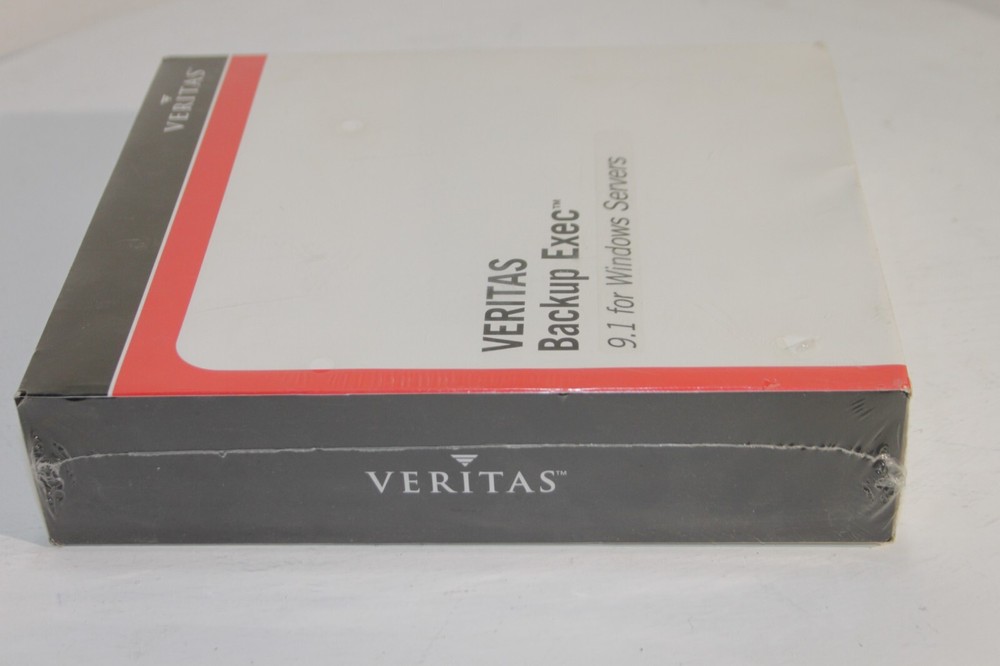 VERITAS
VERITAS
Backup Exec™
9.1 for Windows Servers
VERITAS™